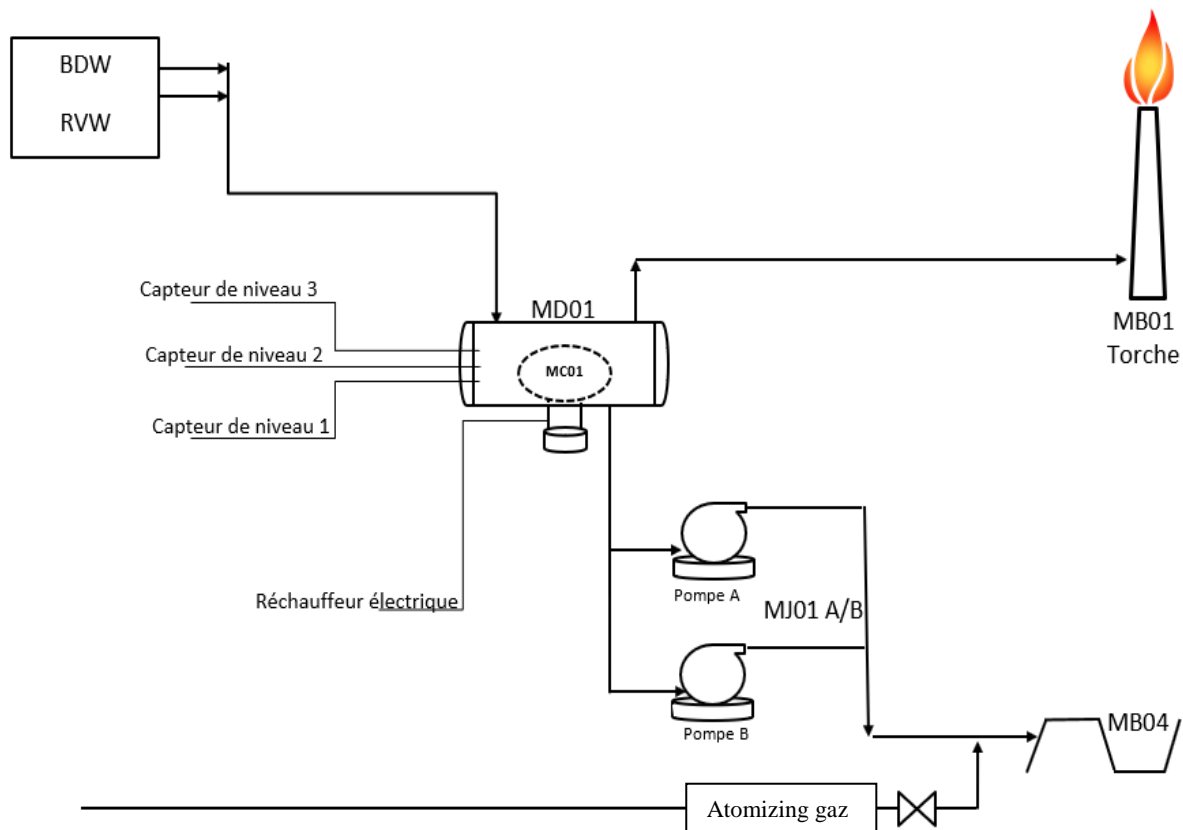 BDW
RVW
Capteur de niveau 3
MD01
MB01
Torche
Capteur de niveau 2
MC01
Capteur de niveau 1
Réchauffeur électrique
Pompe A
MJ01 A/B
Pompe B
MB04
Atomizing gaz